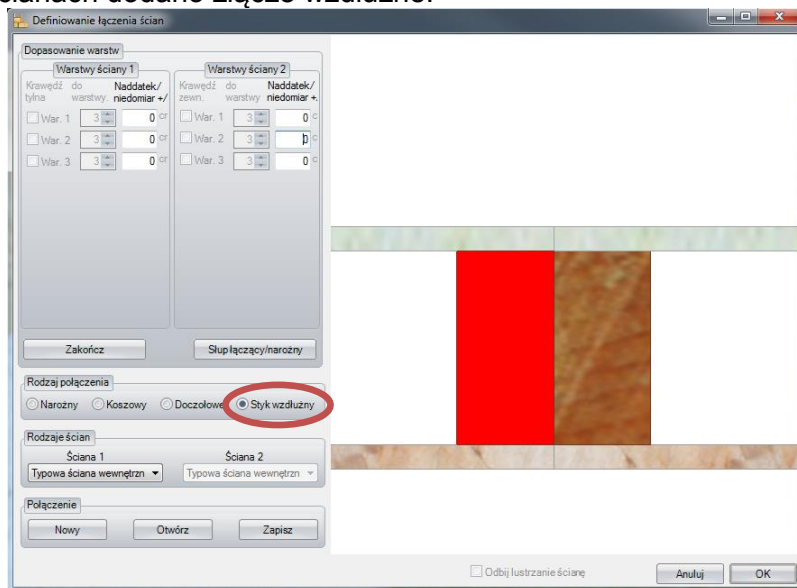 Definiowanie łączenia ścian
Dopasowanie warstw
Warstwy ściany 1
Warstwy ściany 2
Krawędź do Naddatek/
tylna warstwy. niedomiar +/
Krawędź do Naddatek/
zewn. warstwy niedomiar +.
War. 1 3 0
War. 1 3 0
War. 2 3 0
War. 2 3 0
War. 3 3 0
War. 3 3 0
Zakończ
Słup łączący/narożny
Rodzaj połączenia
Narożny Koszowy Doczołowe Styk wzdłużny
Rodzaje ścian
Ściana 1 Ściana 2
Typowa ściana wewnętrzn Typowa ściana wewnętrzn
Połączenie
Nowy Otwórz Zapisz
Odbij lustrzanie ścianę Anuluj OK